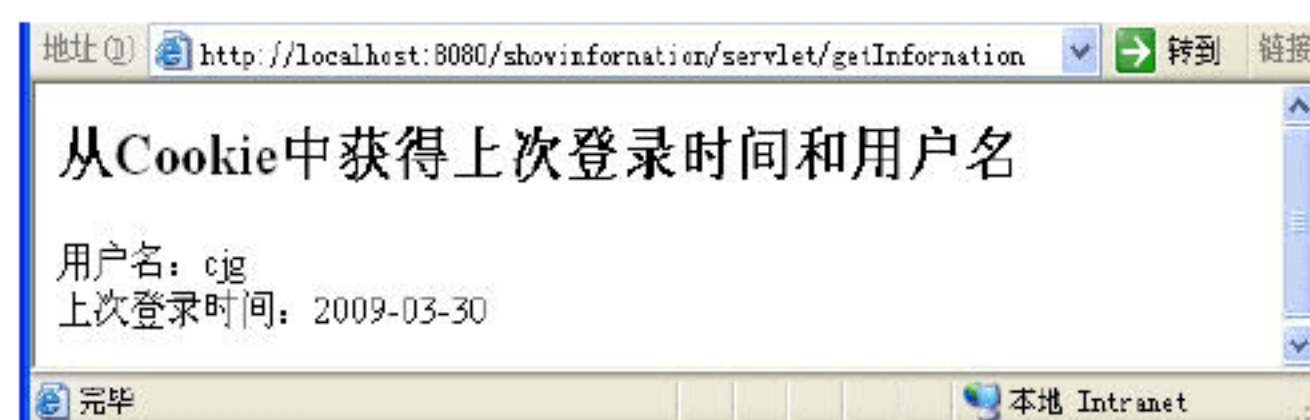 地址(D) http://localhost:8080/showinformation/servlet/getInformation 转到 链接
从Cookie中获得上次登录时间和用户名
用户名：cjg
上次登录时间：2009-03-30
完毕 本地 Intranet